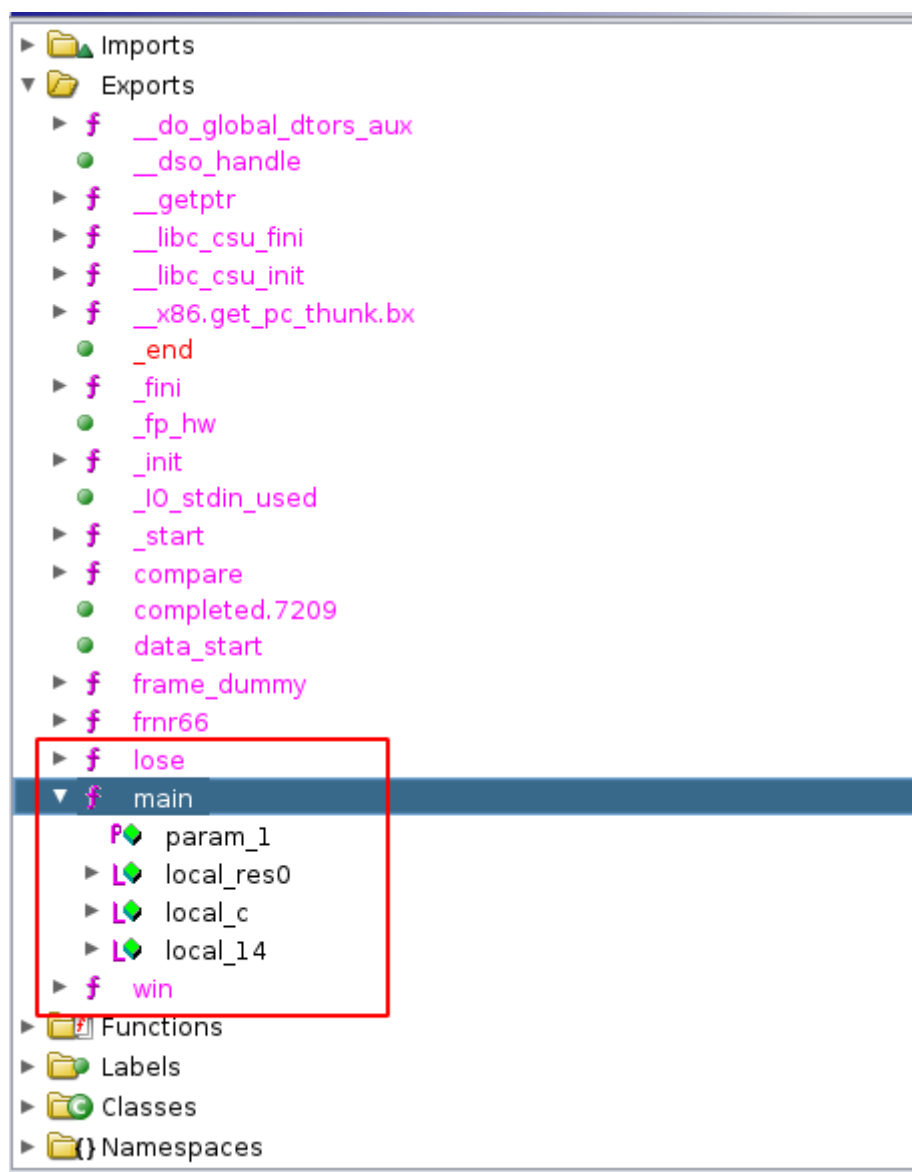 Imports
Exports
__do_global_dtors_aux
__dso_handle
__getptr
__libc_csu_fini
__libc_csu_init
__x86.get_pc_thunk.bx
_end
_fini
_fp_hw
_init
_IO_stdin_used
_start
compare
completed.7209
data_start
frame_dummy
frnr66
lose
main
param_1
local_res0
local_c
local_14
win
Functions
Labels
Classes
Namespaces